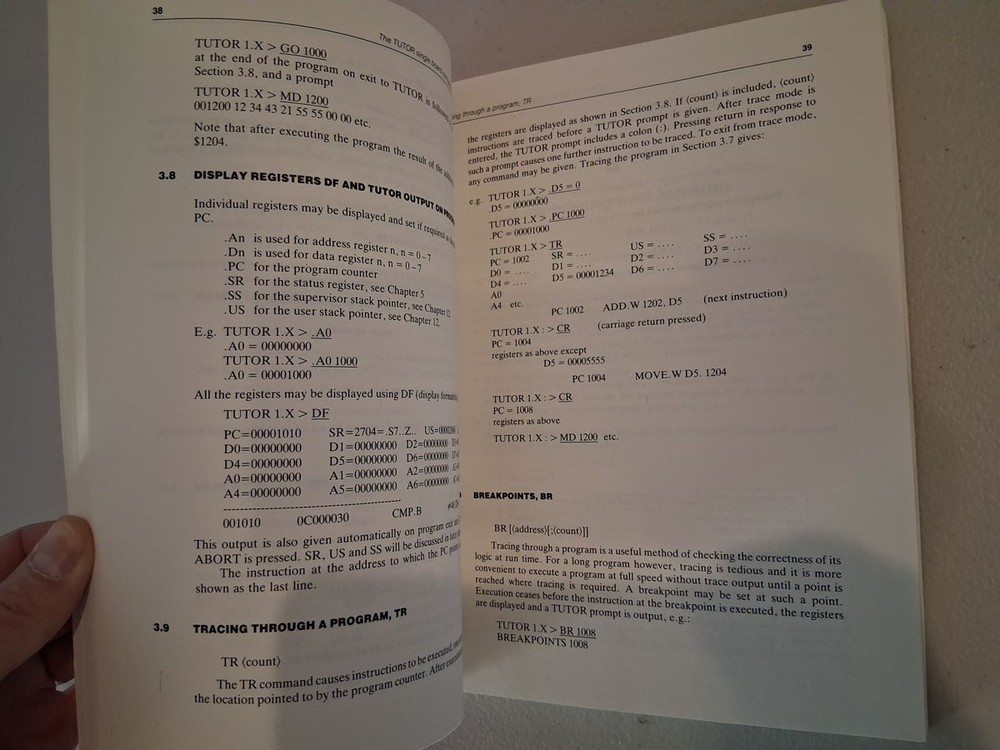 38
The TUTOR single board
TUTOR 1.X > GO 1000
at the end of the program on exit to TUTOR is
Section 3.8, and a prompt
TUTOR 1.X > MD 1200
001200 12 34 43 21 55 55 00 00 etc.
Note that after executing the program the result of the
$1204.
3.8 DISPLAY REGISTERS DF AND TUTOR OUTPUT ON
Individual registers may be displayed and set if required
PC.
.An is used for address register n, n = 0–7
.Dn is used for data register n, n = 0–7
.PC for the program counter
.SR for the status register, see Chapter 5
.SS for the supervisor stack pointer, see Chapter 12
.US for the user stack pointer, see Chapter 12.
E.g. TUTOR 1.X > .A0
.A0 = 00000000
TUTOR 1.X > .A0 1000
.A0 = 00001000
All the registers may be displayed using DF (display
TUTOR 1.X > DF
PC=00001010 SR=2704=.S7..Z.. US=
D0=00000000 D1=00000000 D2=00000000
D4=00000000 D5=00000000 D6=00000000
A0=00000000 A1=00000000 A2=00000000
A4=00000000 A5=00000000 A6=00000000
--------------------------------------------
001010 0C000030 CMP.B
This output is also given automatically on program
ABORT is pressed. SR, US and SS will be discussed in
The instruction at the address to which the PC
shown as the last line.
3.9 TRACING THROUGH A PROGRAM, TR
TR ⟨count⟩
The TR command causes instructions to be executed,
the location pointed to by the program counter. After
39
through a program, TR
the registers are displayed as shown in Section 3.8. If ⟨count⟩ is included, ⟨count⟩
instructions are traced before a TUTOR prompt is given. After trace mode is
entered, the TUTOR prompt includes a colon (:). Pressing return in response to
such a prompt causes one further instruction to be traced. To exit from trace mode,
any command may be given. Tracing the program in Section 3.7 gives:
e.g. TUTOR 1.X > .D5 = 0
.D5 = 00000000
TUTOR 1.X > .PC 1000
.PC = 00001000
TUTOR 1.X > TR
PC = 1002 SR = .... US = .... SS = ....
D0 = .... D1 = .... D2 = .... D3 = ....
D4 = .... D5 = 00001234 D6 = .... D7 = ....
A0
A4 etc.
PC 1002 ADD.W 1202, D5 (next instruction)
TUTOR 1.X : > CR (carriage return pressed)
PC = 1004
registers as above except
D5 = 00005555
PC 1004 MOVE.W D5. 1204
TUTOR 1.X : > CR
PC = 1008
registers as above
TUTOR 1.X : > MD 1200 etc.
BREAKPOINTS, BR
BR [⟨address⟩[;⟨count⟩]]
Tracing through a program is a useful method of checking the correctness of its
logic at run time. For a long program however, tracing is tedious and it is more
convenient to execute a program at full speed without trace output until a point is
reached where tracing is required. A breakpoint may be set at such a point.
Execution ceases before the instruction at the breakpoint is executed, the registers
are displayed and a TUTOR prompt is output, e.g.:
TUTOR 1.X > BR 1008
BREAKPOINTS 1008